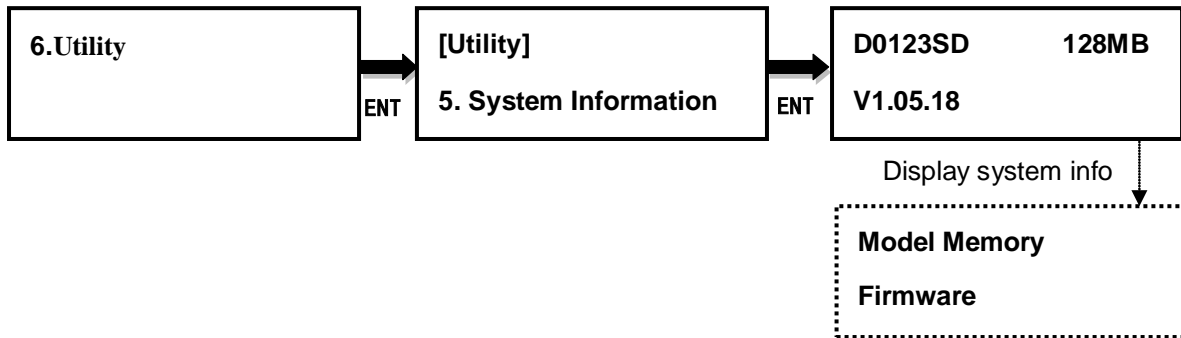 6.Utility
ENT
[Utility]
5. System Information
ENT
D0123SD 128MB
V1.05.18
Display system info
Model Memory
Firmware